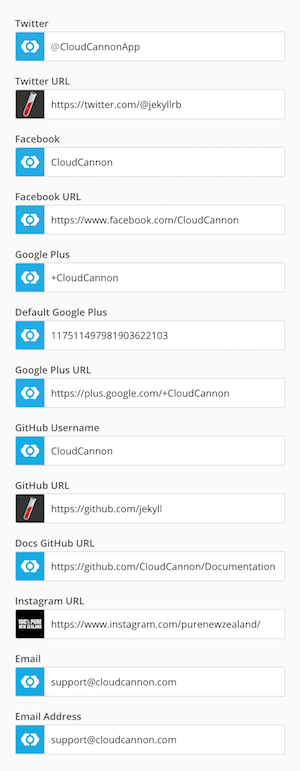 Twitter
@CloudCannonApp
Twitter URL
https://twitter.com/@jekyllrb
Facebook
CloudCannon
Facebook URL
https://www.facebook.com/CloudCannon
Google Plus
+CloudCannon
Default Google Plus
117511497981903622103
Google Plus URL
https://plus.google.com/+CloudCannon
GitHub Username
CloudCannon
GitHub URL
https://github.com/jekyll
Docs GitHub URL
https://github.com/CloudCannon/Documentation
Instagram URL
100% PURE
NEW ZEALAND
https://www.instagram.com/purenewzealand/
Email
support@cloudcannon.com
Email Address
support@cloudcannon.com